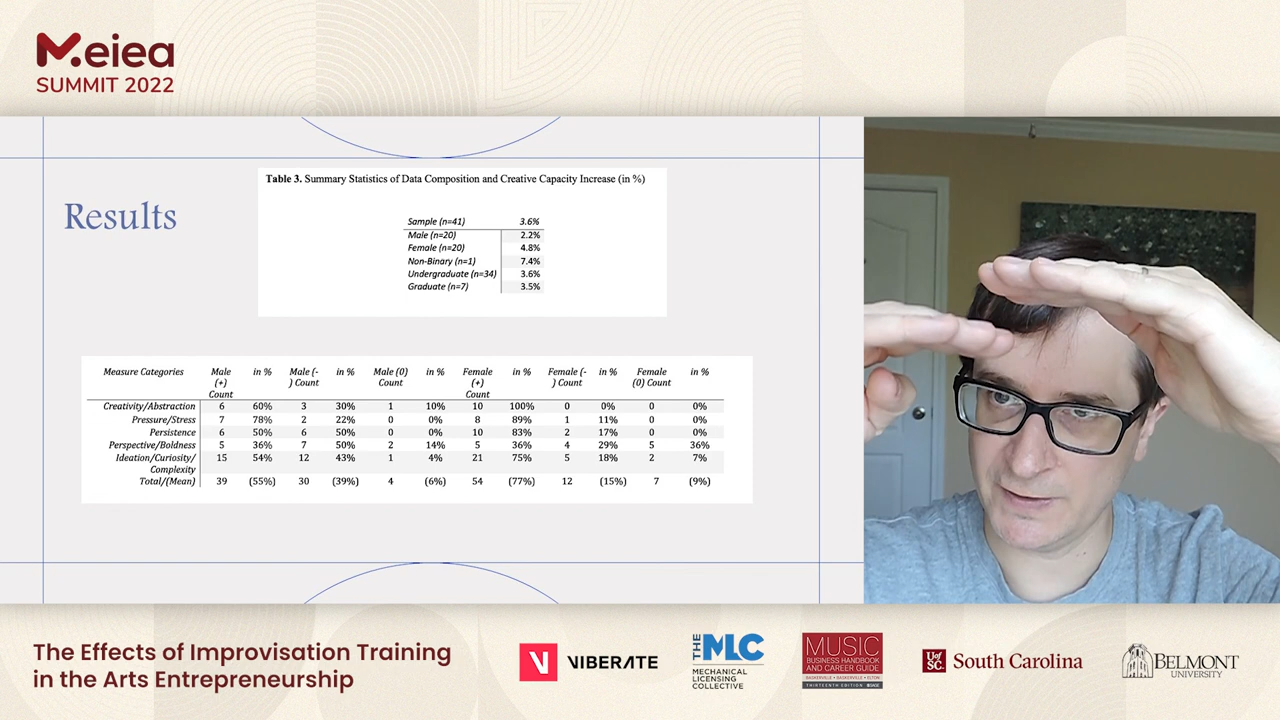 meiea
SUMMIT 2022
Results
Table 3. Summary Statistics of Data Composition and Creative Capacity Increase (in %)
Sample (n=41) 3.6%
Male (n=20) 2.2%
Female (n=20) 4.8%
Non-Binary (n=1) 7.4%
Undergraduate (n=34) 3.6%
Graduate (n=7) 3.5%
Measure Categories Male (+) Count in % Male (-) Count in % Male (0) Count in % Female (+) Count in % Female (-) Count in % Female (0) Count in %
Creativity/Abstraction 6 60% 3 30% 1 10% 10 100% 0 0% 0 0%
Pressure/Stress 7 78% 2 22% 0 0% 8 89% 1 11% 0 0%
Persistence 6 50% 6 50% 0 0% 10 83% 2 17% 0 0%
Perspective/Boldness 5 36% 7 50% 2 14% 5 36% 4 29% 5 36%
Ideation/Curiosity/ 15 54% 12 43% 1 4% 21 75% 5 18% 2 7%
Complexity
Total/(Mean) 39 (55%) 30 (39%) 4 (6%) 54 (77%) 12 (15%) 7 (9%)
The Effects of Improvisation Training
in the Arts Entrepreneurship
VIBERATE
THE MLC
MECHANICAL
LICENSING
COLLECTIVE
MUSIC
BUSINESS HANDBOOK
AND CAREER GUIDE
BASKERVILLE • BASKERVILLE • ELTON
THIRTEENTH EDITION
UofSC South Carolina
BELMONT
UNIVERSITY